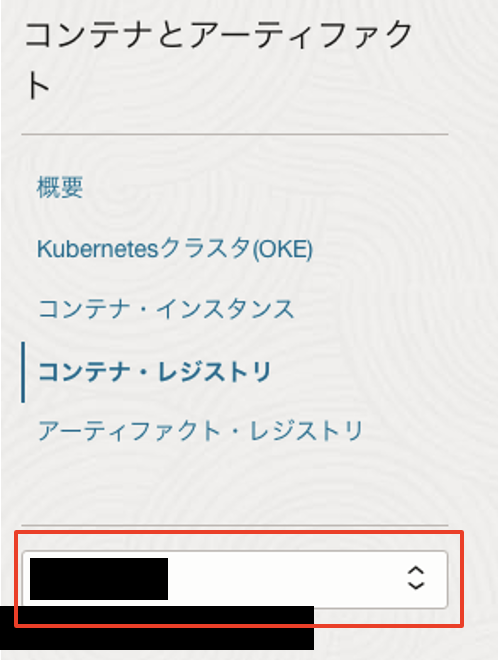 コンテナとアーティファク
ト
概要
Kubernetesクラスタ(OKE)
コンテナ・インスタンス
コンテナ・レジストリ
アーティファクト・レジストリ